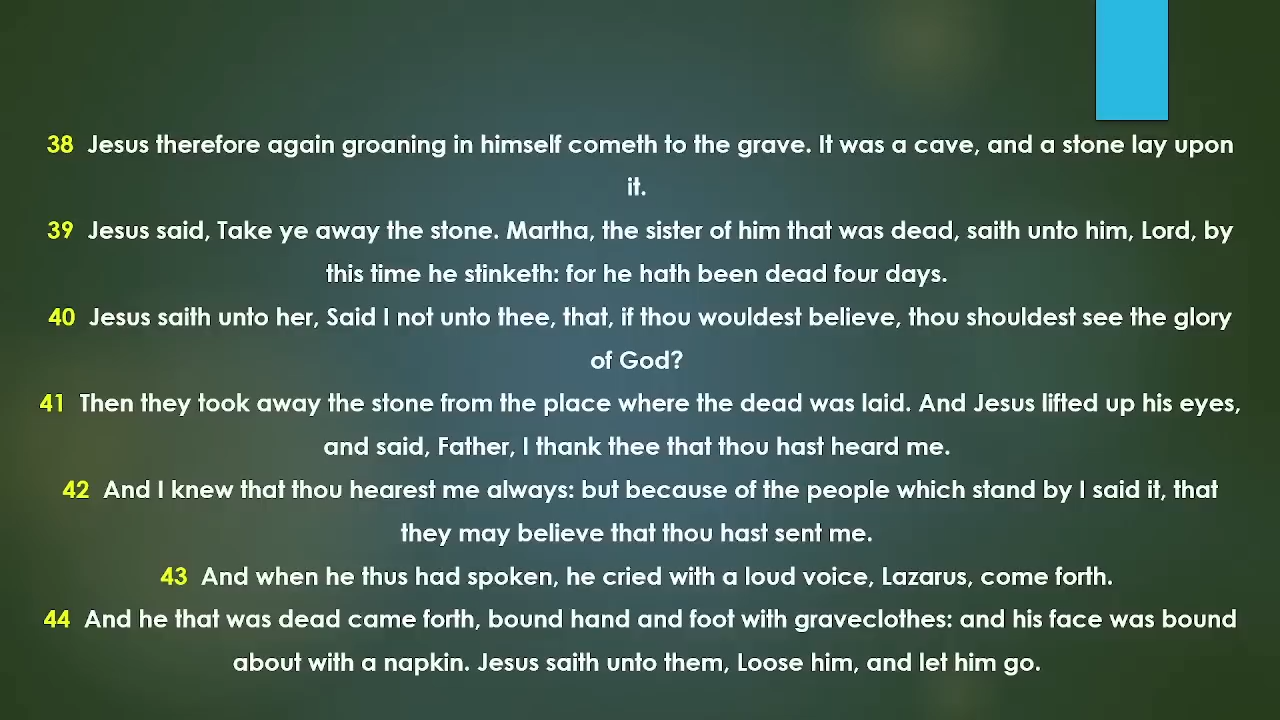 38 Jesus therefore again groaning in himself cometh to the grave. It was a cave, and a stone lay upon
it.
39 Jesus said, Take ye away the stone. Martha, the sister of him that was dead, saith unto him, Lord, by
this time he stinketh: for he hath been dead four days.
40 Jesus saith unto her, Said I not unto thee, that, if thou wouldest believe, thou shouldest see the glory
of God?
41 Then they took away the stone from the place where the dead was laid. And Jesus lifted up his eyes,
and said, Father, I thank thee that thou hast heard me.
42 And I knew that thou hearest me always: but because of the people which stand by I said it, that
they may believe that thou hast sent me.
43 And when he thus had spoken, he cried with a loud voice, Lazarus, come forth.
44 And he that was dead came forth, bound hand and foot with graveclothes: and his face was bound
about with a napkin. Jesus saith unto them, Loose him, and let him go.